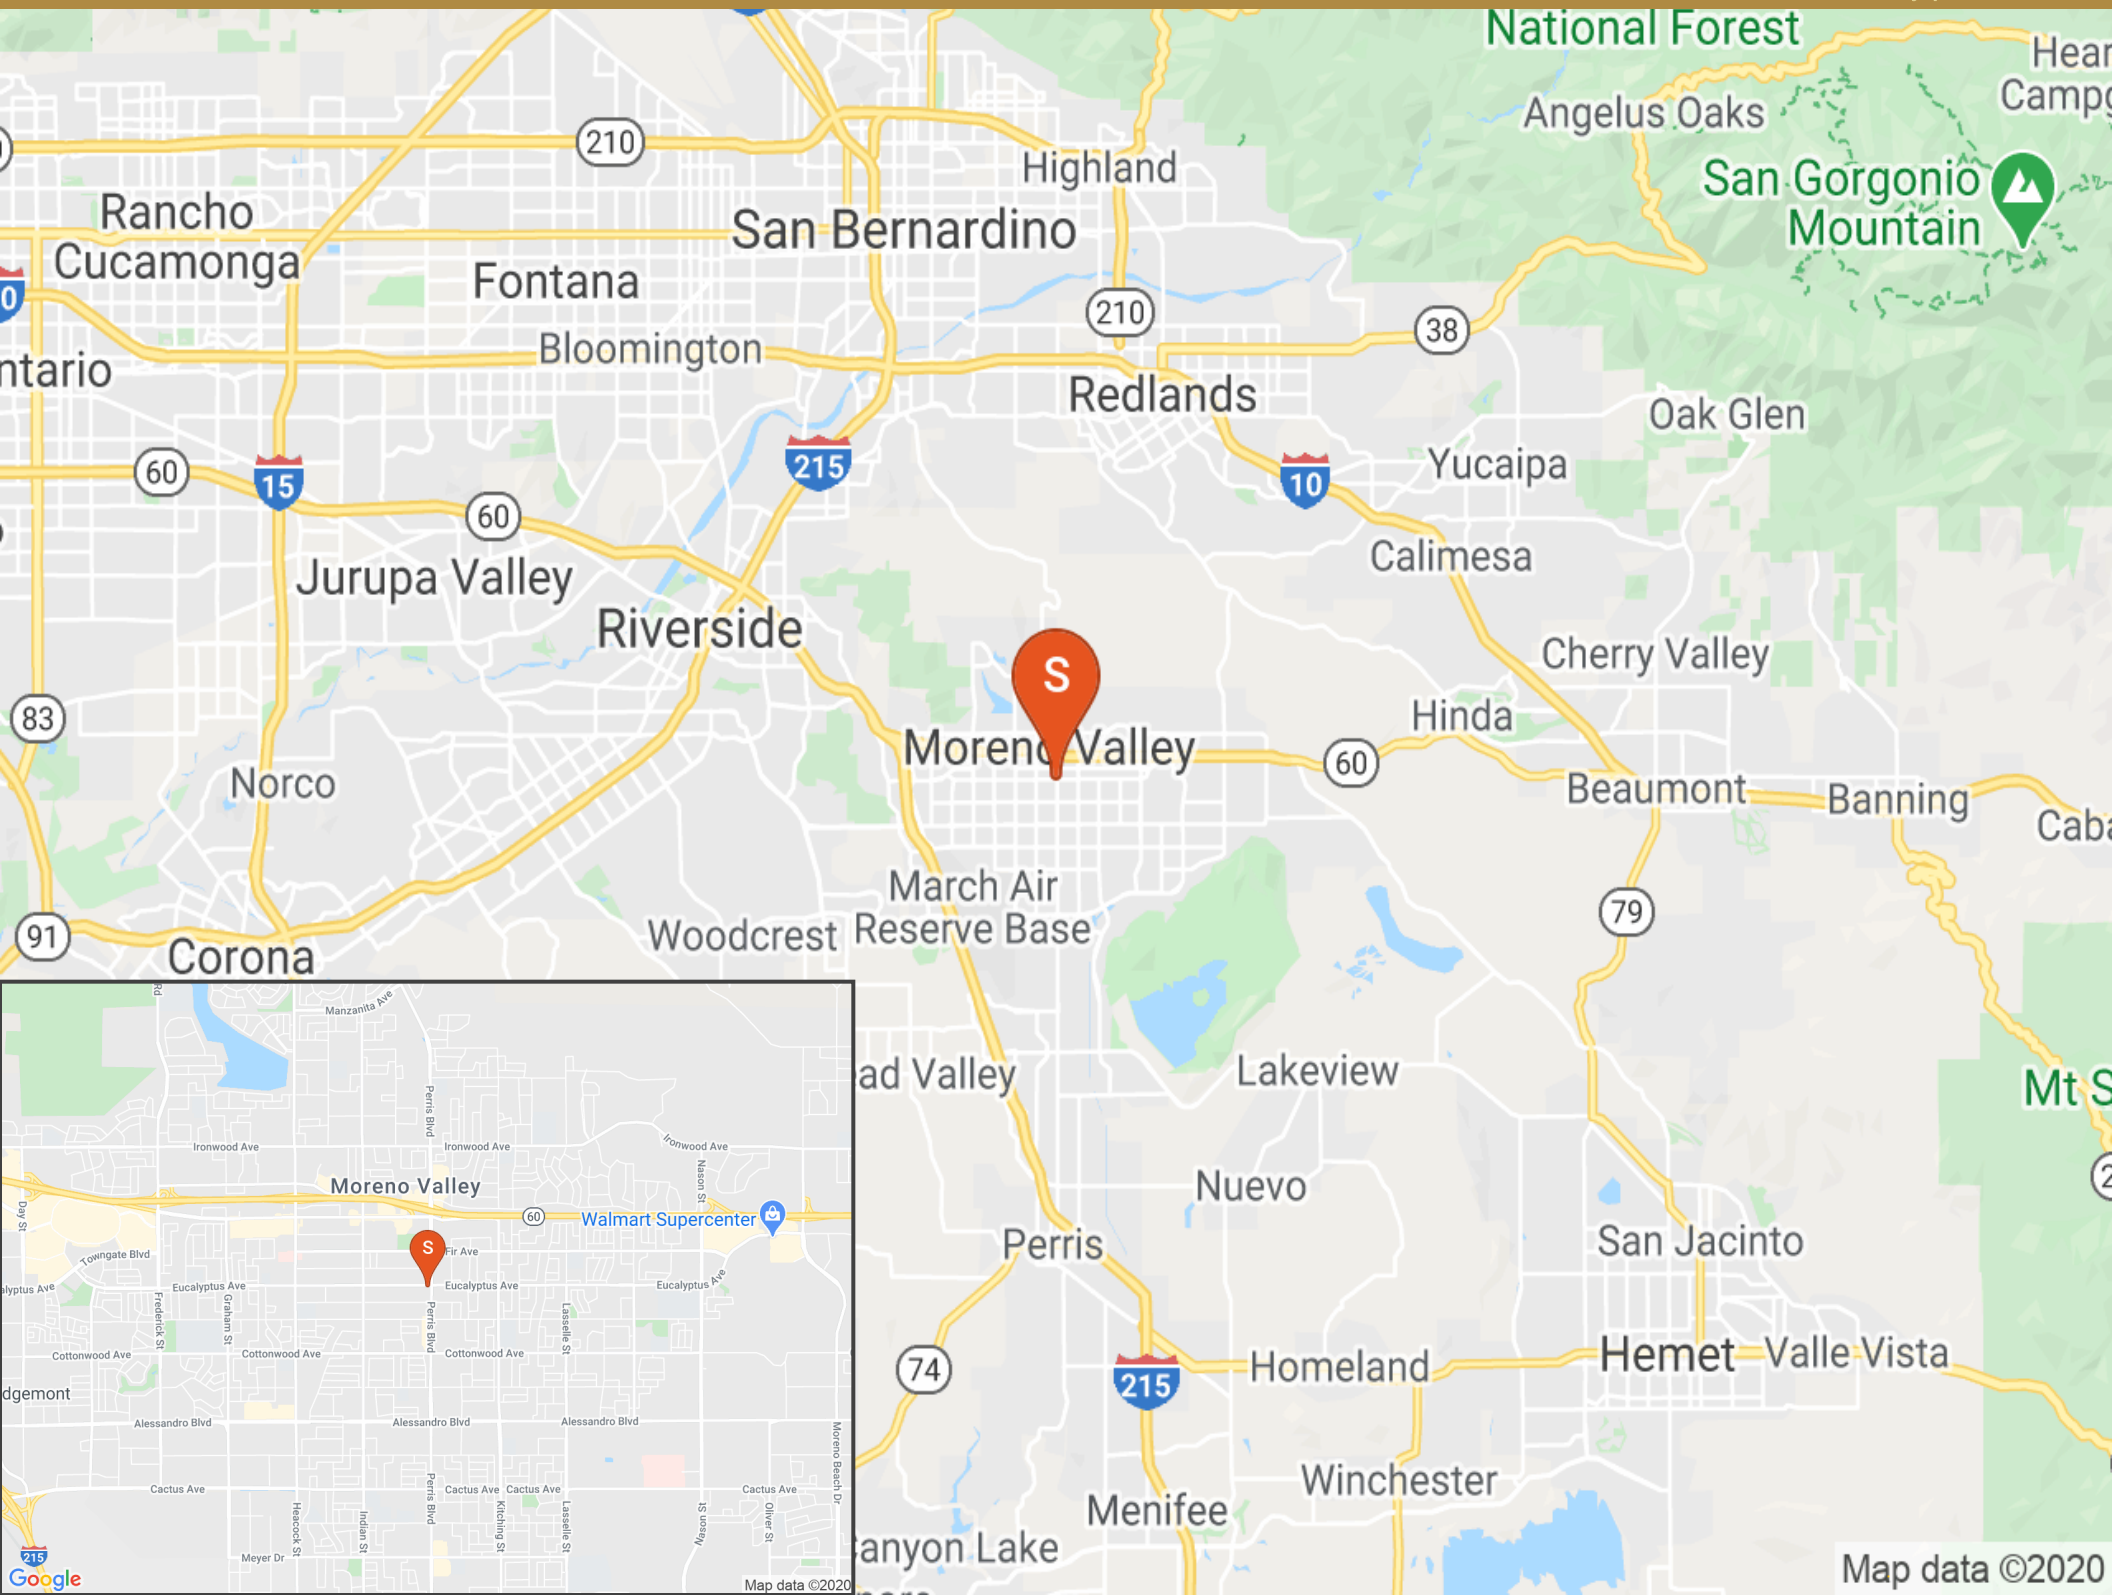 National Forest
Hear
Campg
Angelus Oaks
210
Highland
San Gorgonio
Mountain
Rancho
Cucamonga
San Bernardino
Fontana
0
210
38
Bloomington
ntario
Redlands
Oak Glen
60
15
215
10
Yucaipa
60
Calimesa
Jurupa Valley
Riverside
Cherry Valley
S
83
Hinda
Moreno Valley
60
Norco
Beaumont
Banning
Caba
March Air
Reserve Base
79
91
Woodcrest
Corona
ad Valley
Lakeview
Mt S
2
Nuevo
Perris
San Jacinto
74
215
Homeland
Hemet
Valle Vista
Winchester
Menifee
anyon Lake
Map data ©2020
Rd
Manzanita Ave
Perris Blvd
Ironwood Ave
Ironwood Ave
Ironwood Ave
Nason St
Moreno Valley
Day St
60
Walmart Supercenter
S
Fir Ave
Towngate Blvd
alyptus Ave
Eucalyptus Ave
Eucalyptus Ave
Eucalyptus Ave
Frederick St
Graham St
Perris Blvd
Lasselle St
Cottonwood Ave
Cottonwood Ave
Cottonwood Ave
dgemont
Alessandro Blvd
Alessandro Blvd
Alessandro Blvd
Moreno Beach Dr
Cactus Ave
Perris Blvd
Cactus Ave
Cactus Ave
Cactus Ave
Heacock St
Indian St
Kitching St
Lasselle St
Nason St
Oliver St
215
Meyer Dr
Google
Map data ©2020